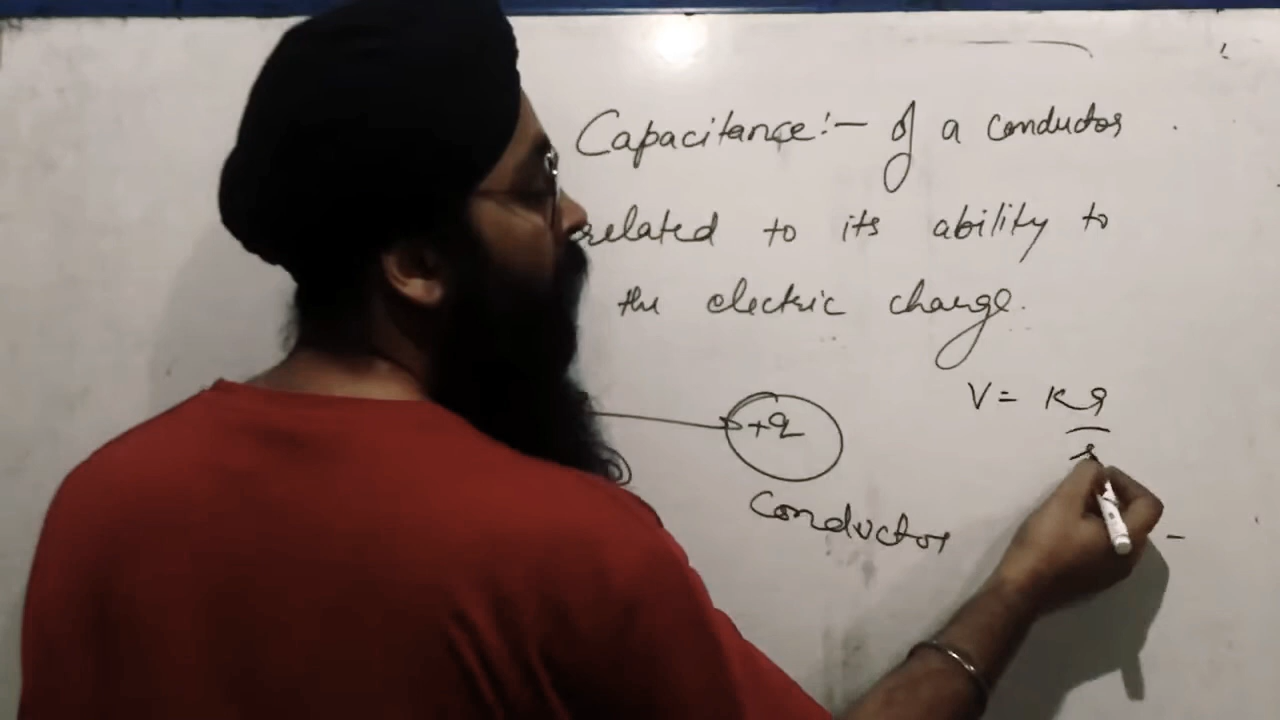 Capacitance:- of a conductor
related to its ability to
the electric charge.
+q
V = Kq
r
Conductor